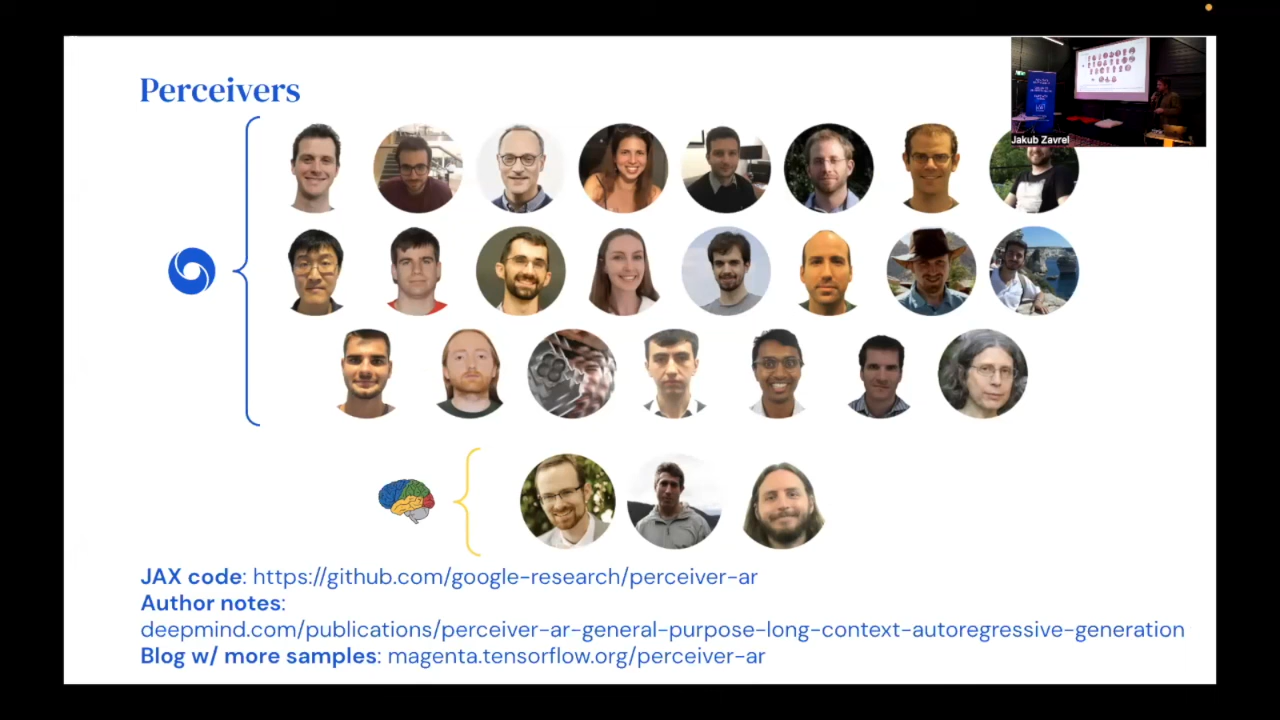 Perceivers
Jakub Zavrel
JAX code: https://github.com/google-research/perceiver-ar
Author notes:
deepmind.com/publications/perceiver-ar-general-purpose-long-context-autoregressive-generation
Blog w/ more samples: magenta.tensorflow.org/perceiver-ar